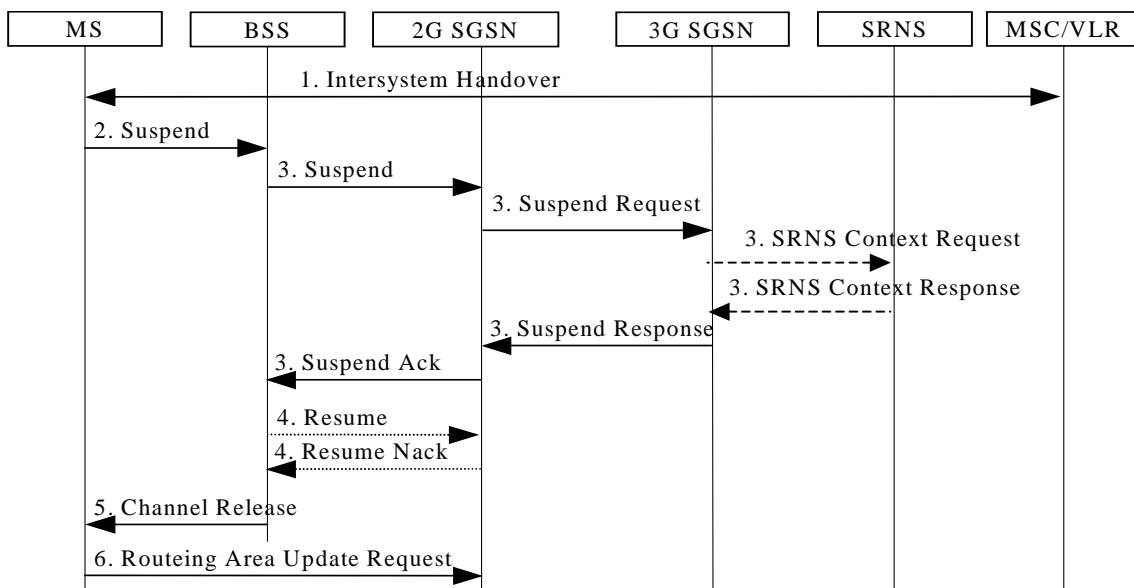 MS
BSS
2G SGSN
3G SGSN
SRNS
MSC/VLR
1. Intersystem Handover
2. Suspend
3. Suspend
3. Suspend Request
3. SRNS Context Request
3. SRNS Context Response
3. Suspend Response
3. Suspend Ack
4. Resume
4. Resume Nack
5. Channel Release
6. Routeing Area Update Request